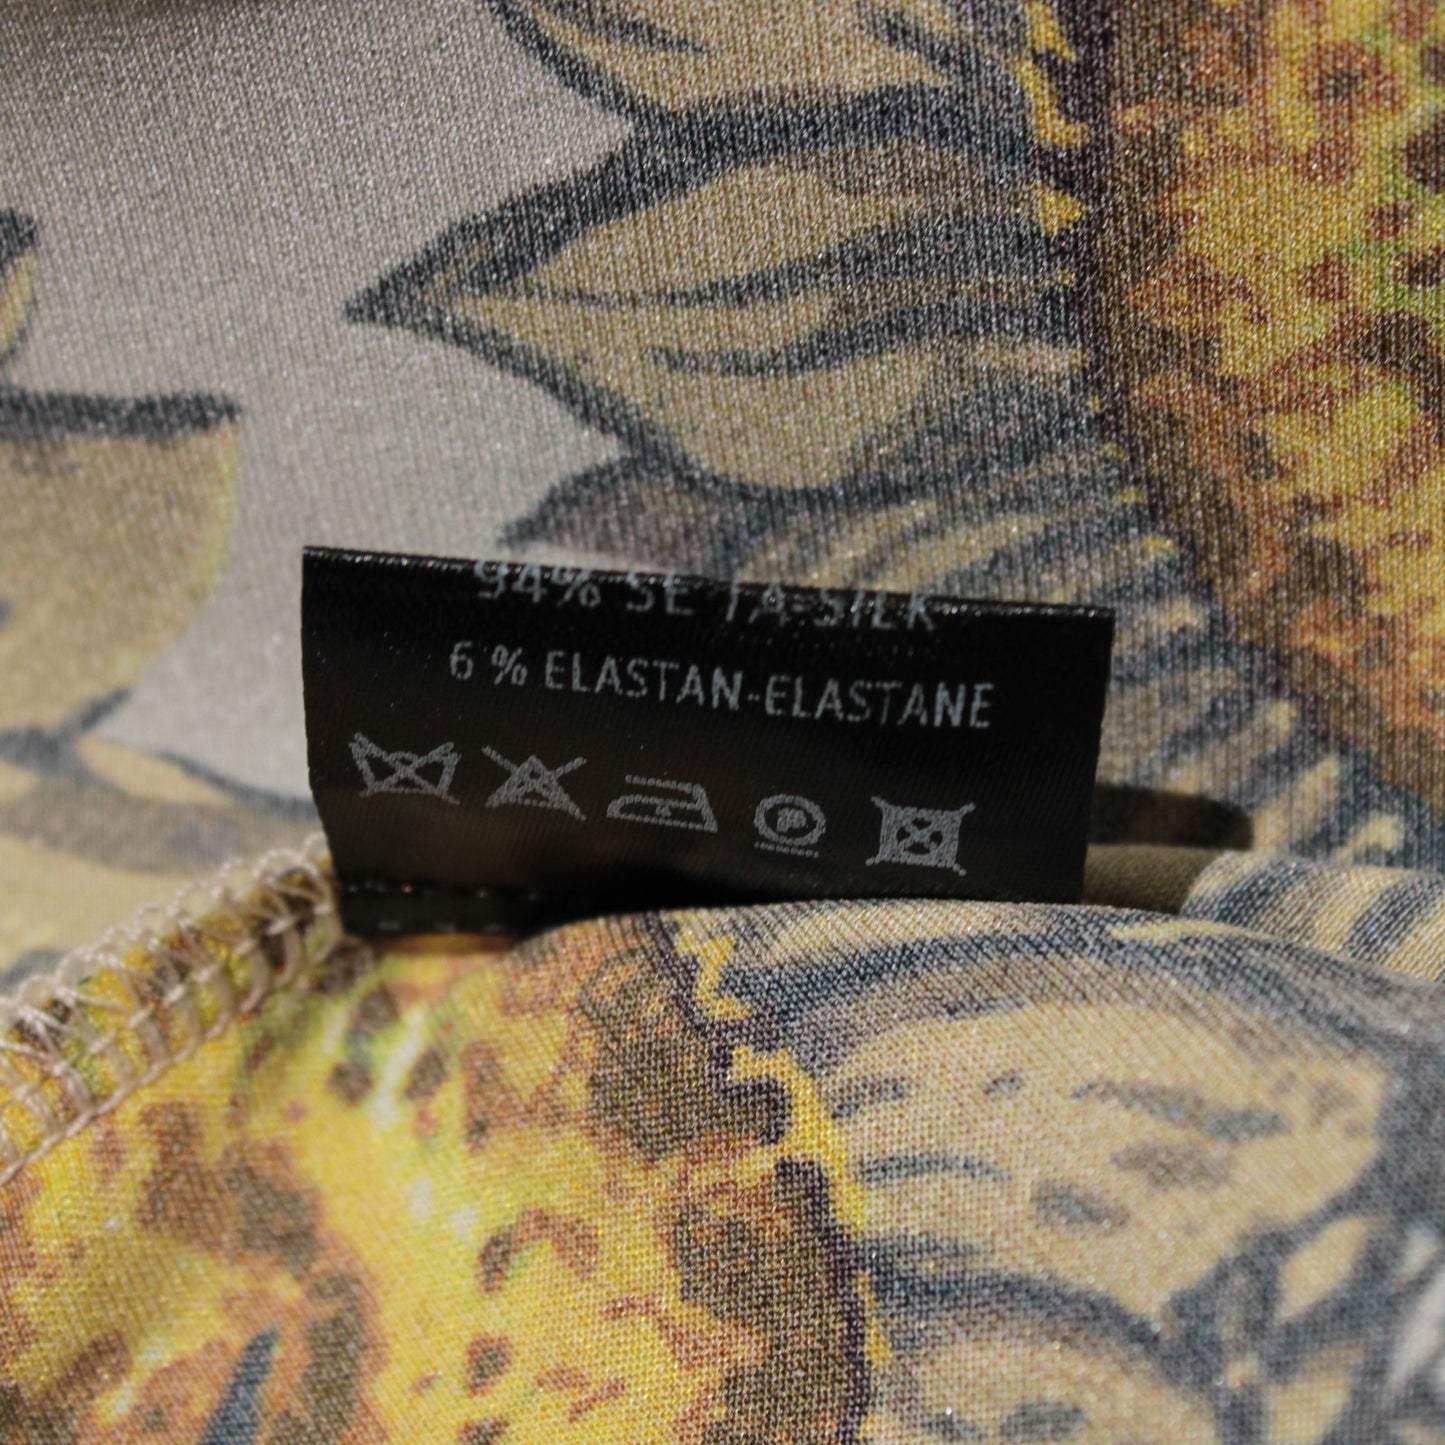 94% SETA-SILK
6 % ELASTAN-ELASTANE
P